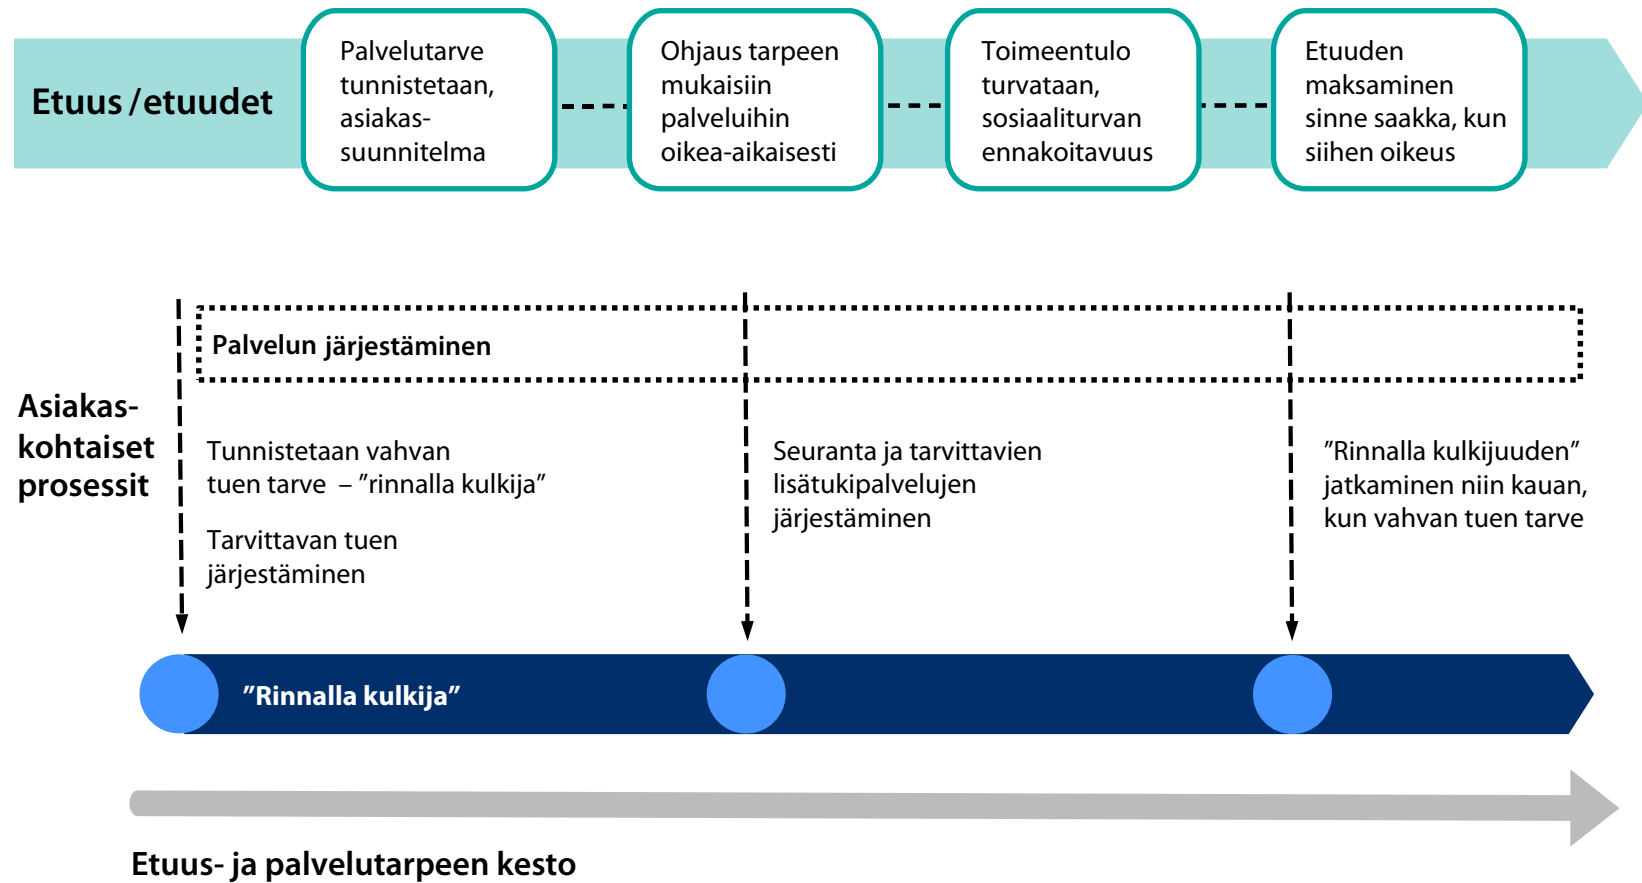 Etuus / etuudet
Palvelutarve
tunnistetaan,
asiakas-
suunnitelma
Ohjaus tarpeen
mukaisiin
palveluihin
oikea-aikaisesti
Toimeentulo
turvataan,
sosiaaliturvan
ennakoitavuus
Etuuden
maksaminen
sinne saakka, kun
siihen oikeus
Palvelun järjestäminen
Asiakas-
kohtaiset
prosessit
Tunnistetaan vahvan
tuen tarve – ”rinnalla kulkija”
Tarvittavan tuen
järjestäminen
Seuranta ja tarvittavien
lisätukipalvelujen
järjestäminen
”Rinnalla kulkijuuden”
jatkaminen niin kauan,
kun vahvan tuen tarve
”Rinnalla kulkija”
Etuus- ja palvelutarpeen kesto